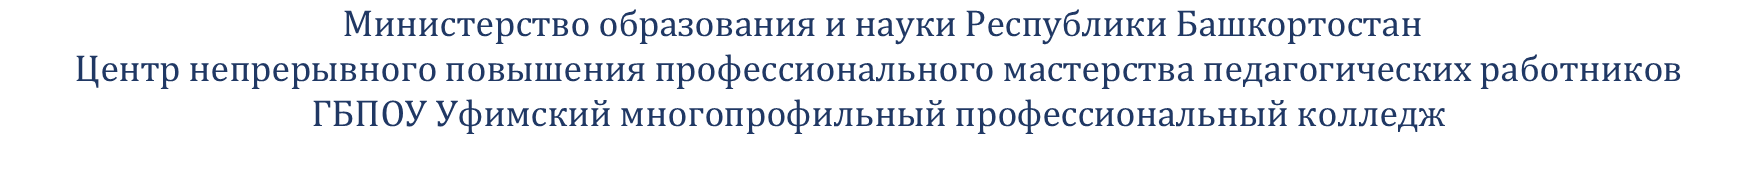 Министерство образования и науки Республики Башкортостан
Центр непрерывного повышения профессионального мастерства педагогических работников
ГБПОУ Уфимский многопрофильный профессиональный колледж